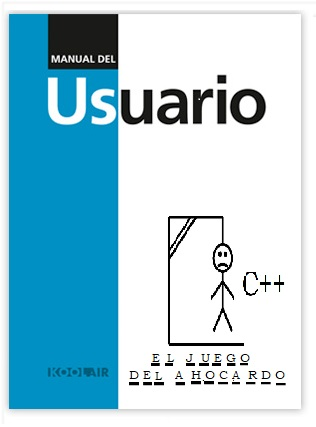 MANUAL DEL
Usuario
C++
EL JUEGO
DEL AHOCARDO
KOOLAIR